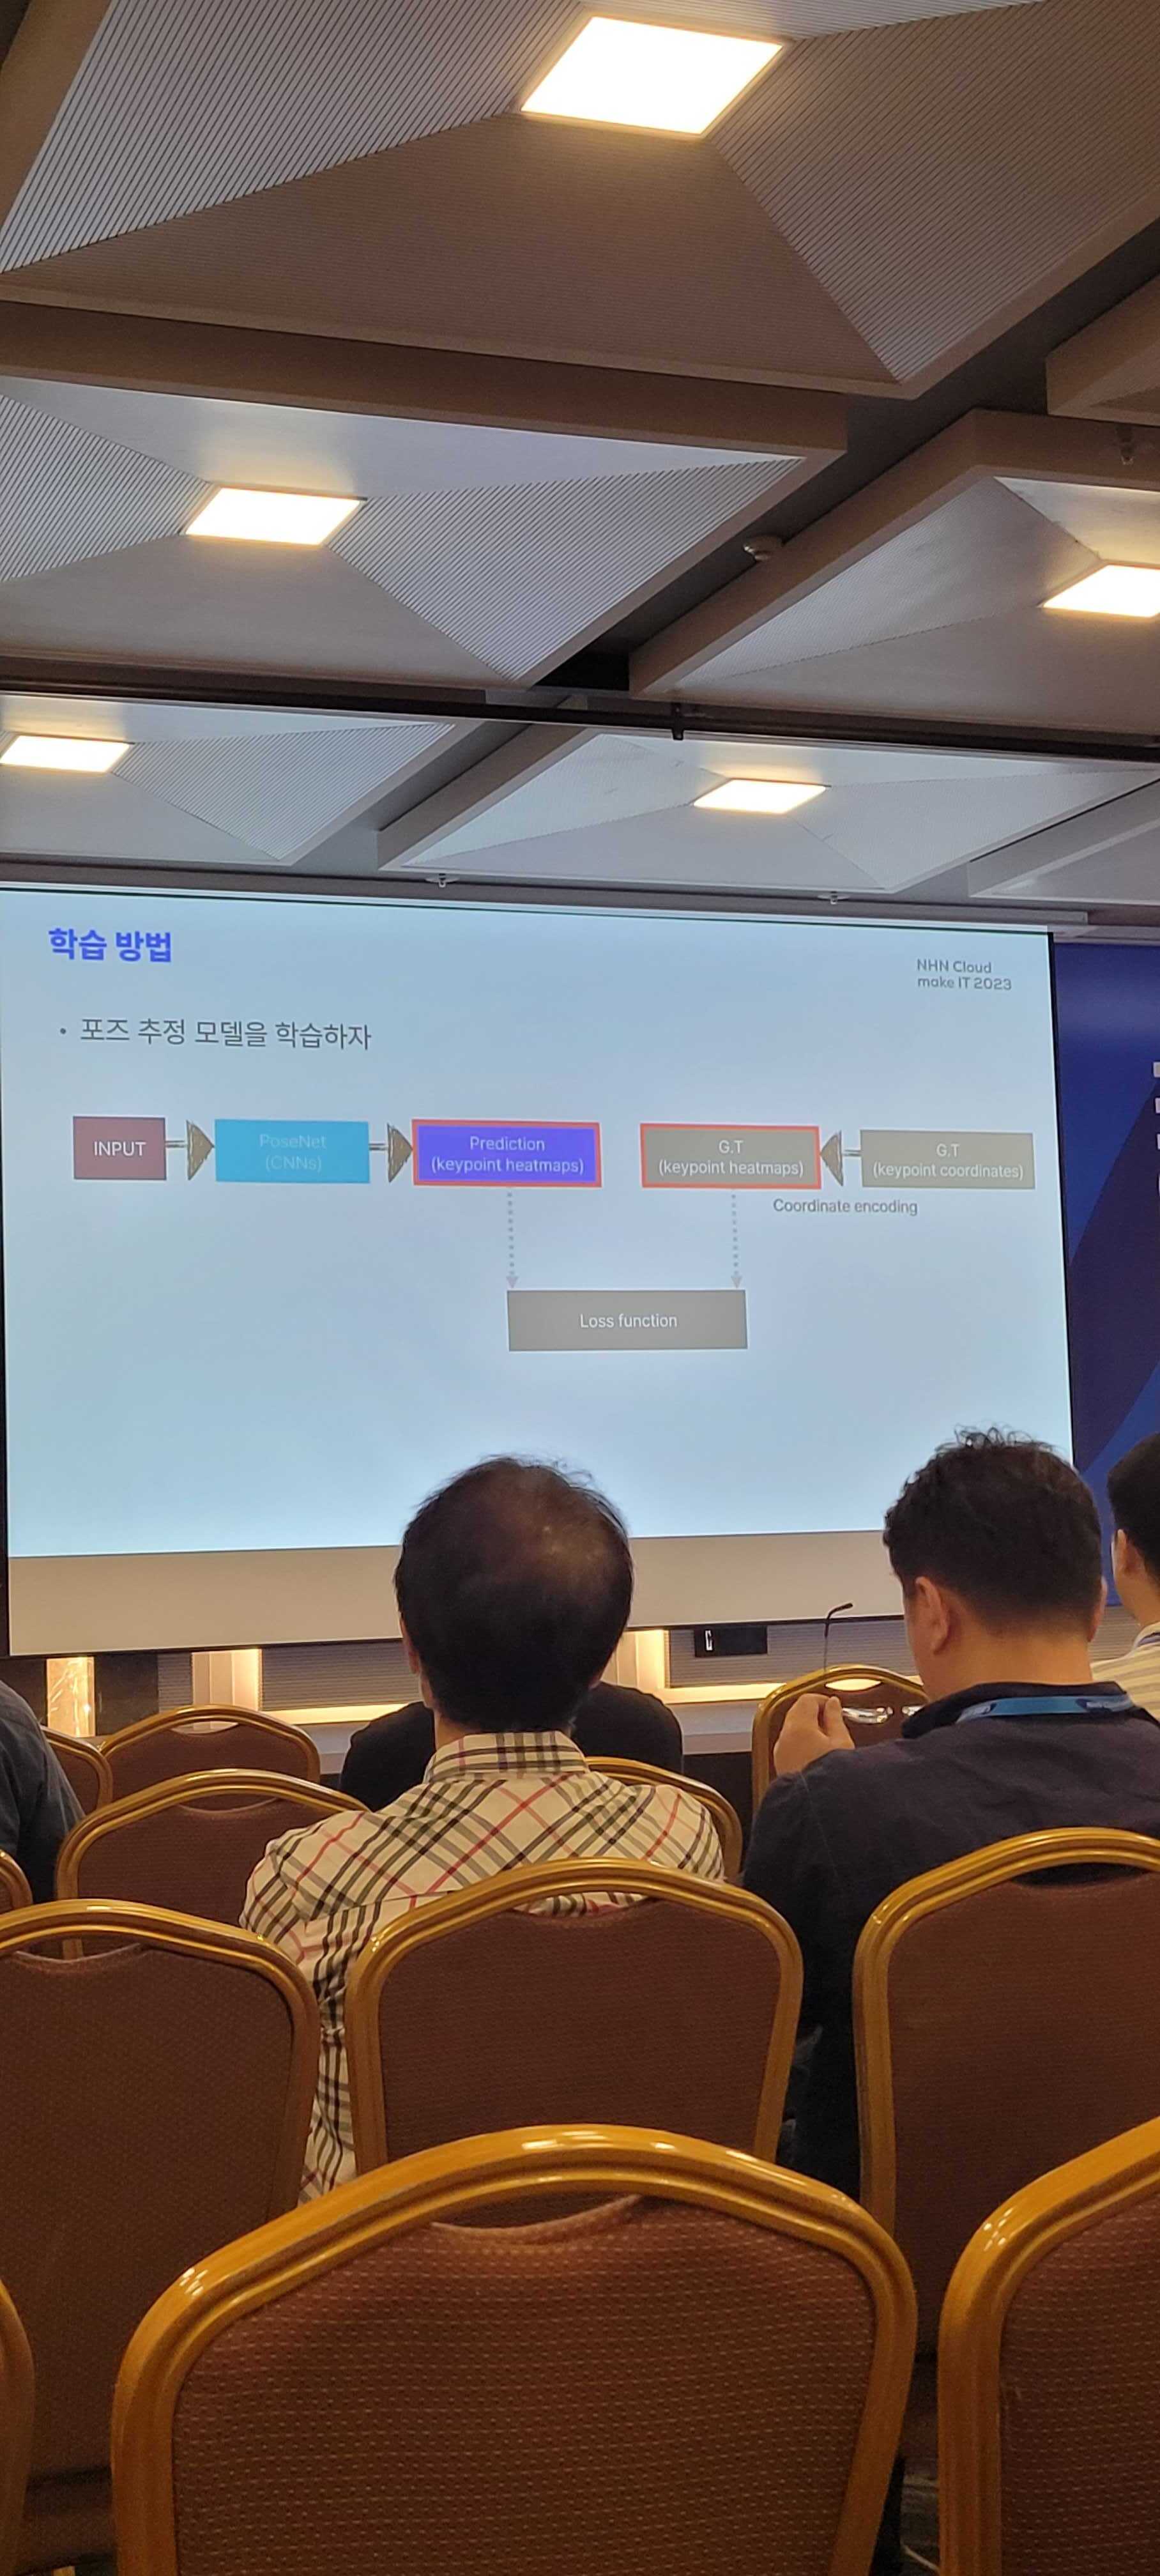 학습 방법
NHN Cloud
make IT 2023
• 포즈 추정 모델을 학습하자
INPUT
PoseNet
(CNNs)
Prediction
(keypoint heatmaps)
G.T
(keypoint heatmaps)
G.T
(keypoint coordinates)
Coordinate encoding
Loss function